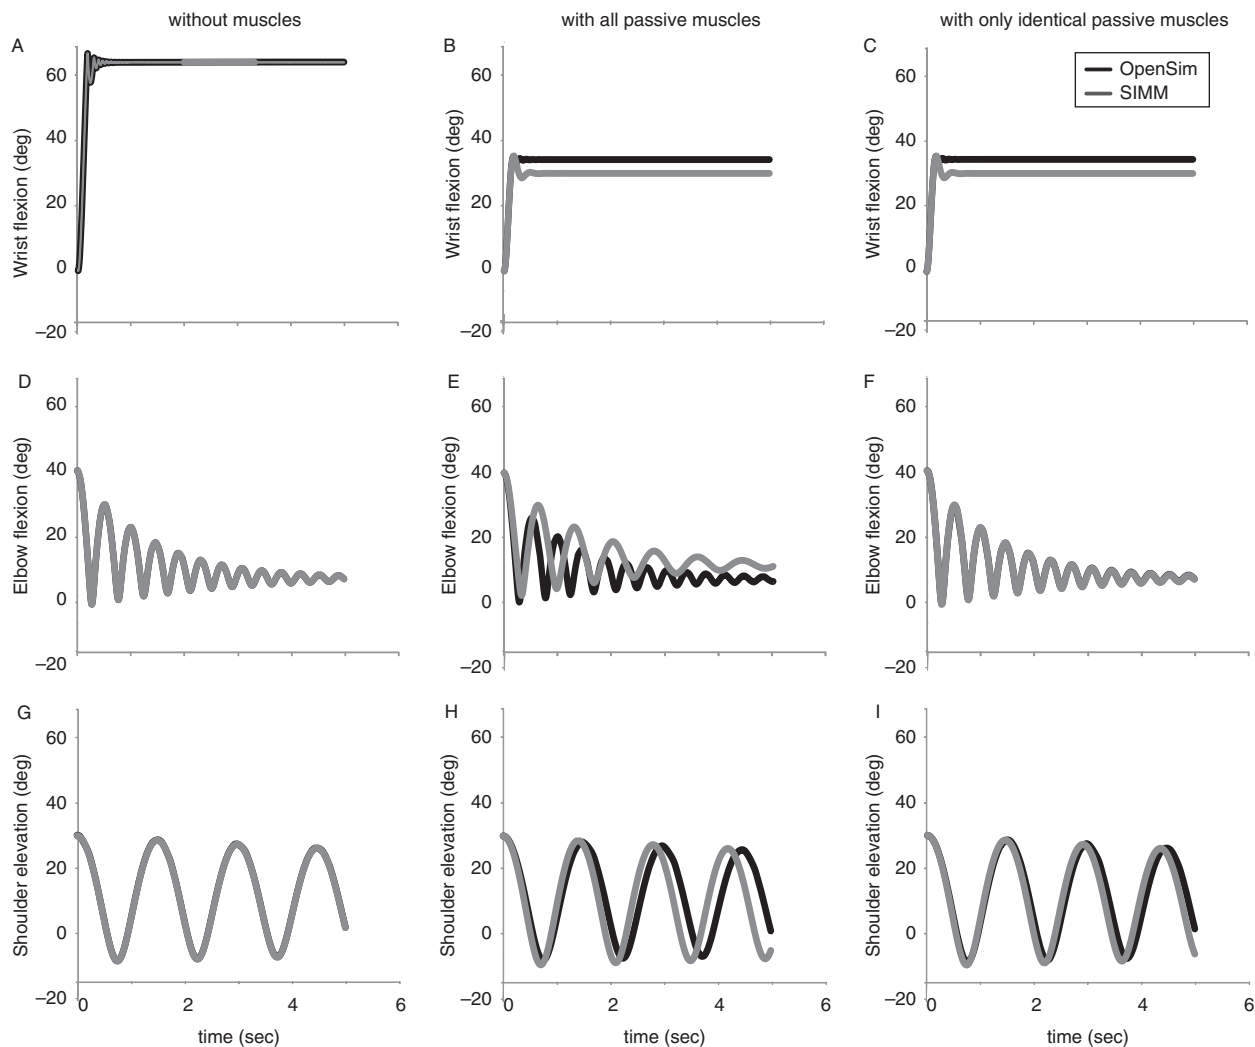 without muscles
with all passive muscles
with only identical passive muscles
A
Wrist flexion (deg)
60
40
20
0
–20
B
Wrist flexion (deg)
60
40
20
0
–20
C
OpenSim
SIMM
Wrist flexion (deg)
60
40
20
0
–20
D
Elbow flexion (deg)
60
40
20
0
–20
E
Elbow flexion (deg)
60
40
20
0
–20
F
Elbow flexion (deg)
60
40
20
0
–20
G
Shoulder elevation (deg)
60
40
20
0
–20
0 2 4 6
time (sec)
H
Shoulder elevation (deg)
60
40
20
0
–20
0 2 4 6
time (sec)
I
Shoulder elevation (deg)
60
40
20
0
–20
0 2 4 6
time (sec)